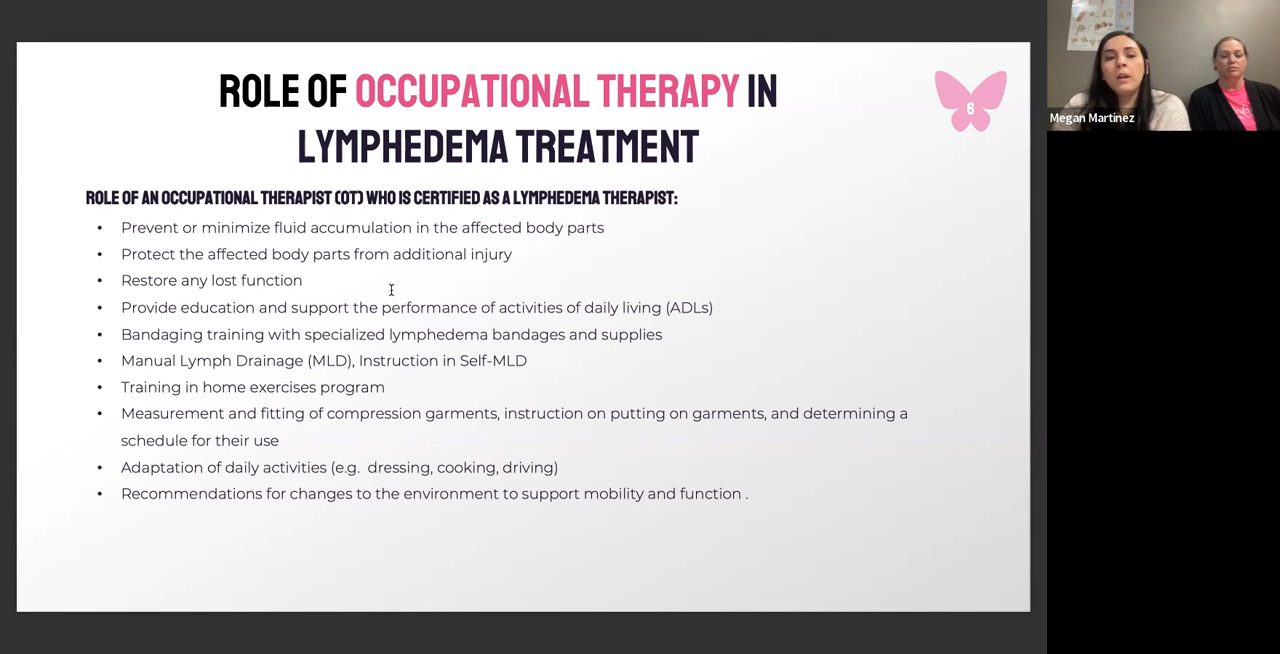 ROLE OF OCCUPATIONAL THERAPY IN
LYMPHEDEMA TREATMENT
6
Megan Martinez
ROLE OF AN OCCUPATIONAL THERAPIST (OT) WHO IS CERTIFIED AS A LYMPHEDEMA THERAPIST:
• Prevent or minimize fluid accumulation in the affected body parts
• Protect the affected body parts from additional injury
• Restore any lost function
• Provide education and support the performance of activities of daily living (ADLs)
• Bandaging training with specialized lymphedema bandages and supplies
• Manual Lymph Drainage (MLD), Instruction in Self-MLD
• Training in home exercises program
• Measurement and fitting of compression garments, instruction on putting on garments, and determining a
schedule for their use
• Adaptation of daily activities (e.g. dressing, cooking, driving)
• Recommendations for changes to the environment to support mobility and function .